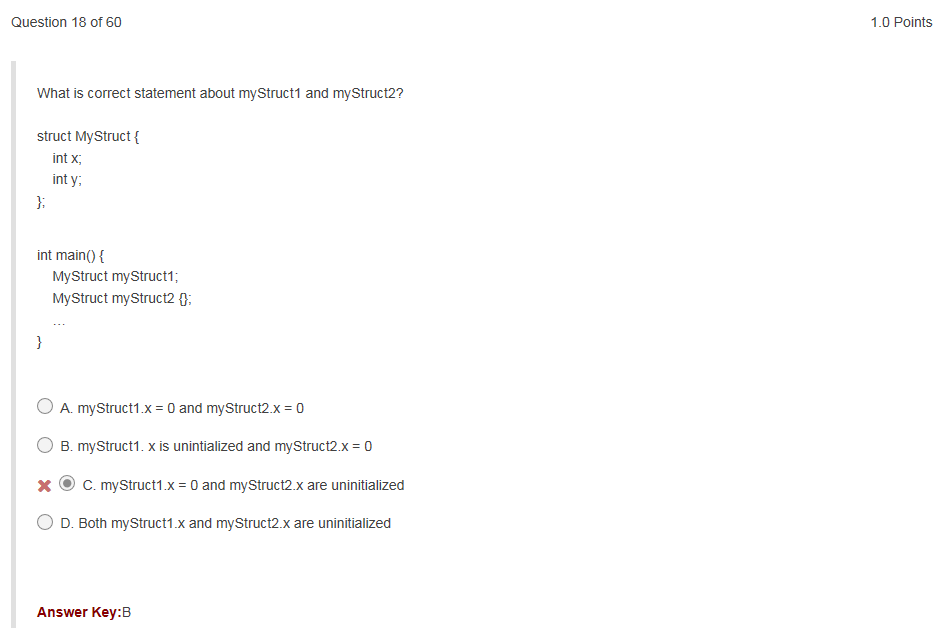 Question 18 of 60
1.0 Points
What is correct statement about myStruct1 and myStruct2?
struct MyStruct {
int x;
int y;
};
int main() {
MyStruct myStruct1;
MyStruct myStruct2 {};
...
}
A. myStruct1.x = 0 and myStruct2.x = 0
B. myStruct1. x is unintialized and myStruct2.x = 0
C. myStruct1.x = 0 and myStruct2.x are uninitialized
D. Both myStruct1.x and myStruct2.x are uninitialized
Answer Key:B